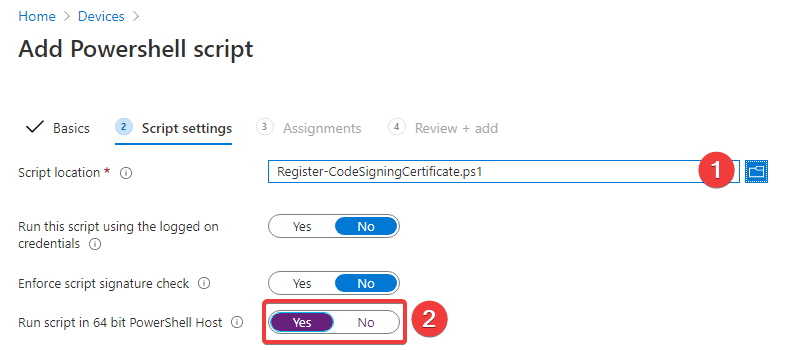 Home > Devices >
Add Powershell script
Basics 2 Script settings 3 Assignments 4 Review + add
Script location * Register-CodeSigningCertificate.ps1 1
Run this script using the logged on
credentials Yes No
Enforce script signature check Yes No
Run script in 64 bit PowerShell Host Yes No 2